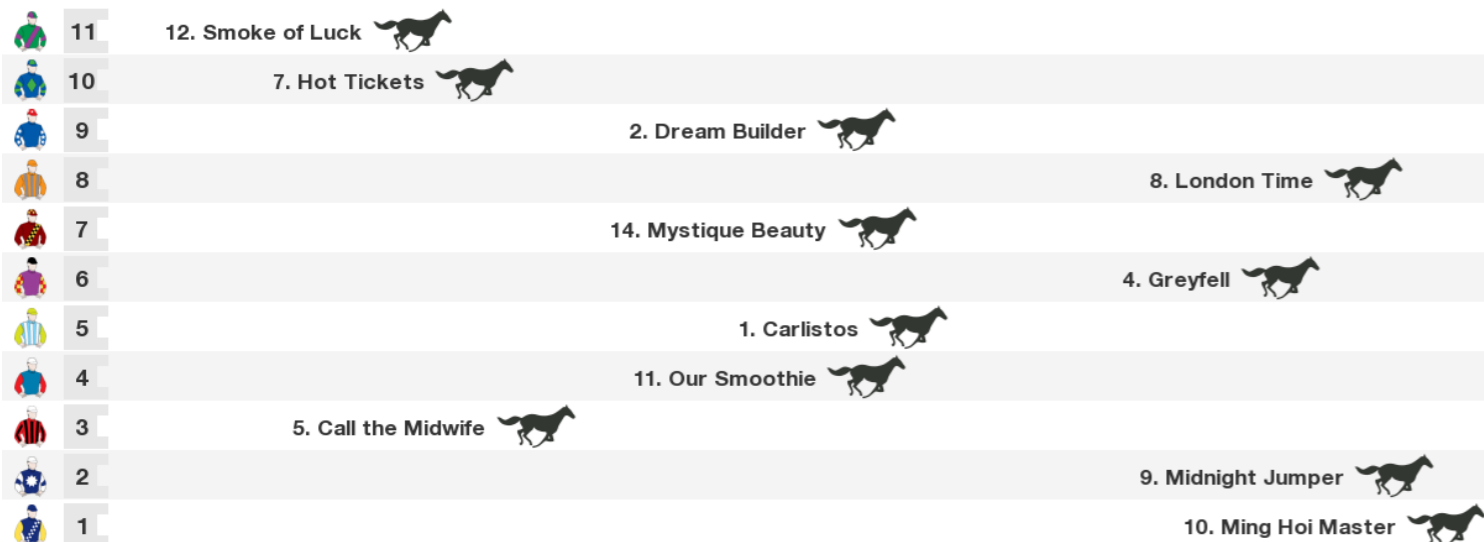 11 12. Smoke of Luck
10 7. Hot Tickets
9 2. Dream Builder
8 8. London Time
7 14. Mystique Beauty
6 4. Greyfell
5 1. Carlistos
4 11. Our Smoothie
3 5. Call the Midwife
2 9. Midnight Jumper
1 10. Ming Hoi Master